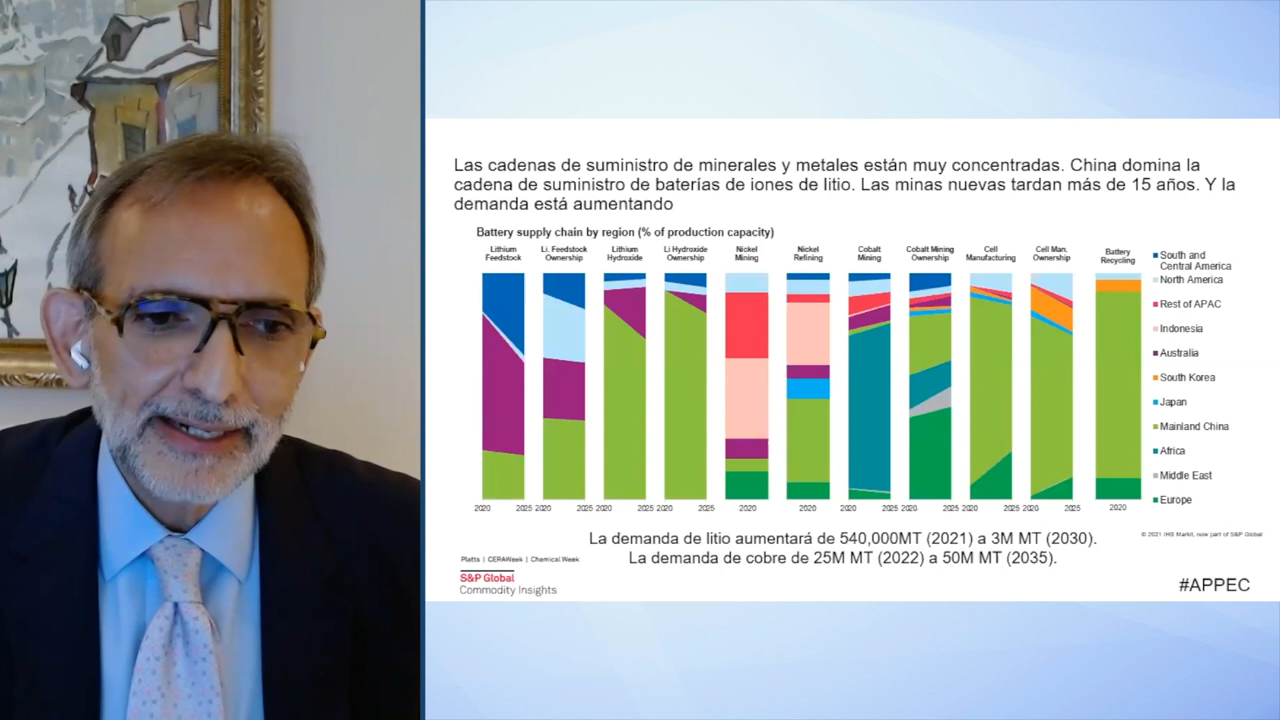 Las cadenas de suministro de minerales y metales están muy concentradas. China domina la
cadena de suministro de baterías de iones de litio. Las minas nuevas tardan más de 15 años. Y la
demanda está aumentando
Battery supply chain by region (% of production capacity)
Lithium
Feedstock
Li. Feedstock
Ownership
Lithium
Hydroxide
Li Hydroxide
Ownership
Nickel
Mining
Nickel
Refining
Cobalt
Mining
Cobalt Mining
Ownership
Cell
Manufacturing
Cell Man.
Ownership
Battery
Recycling
South and
Central America
North America
Rest of APAC
Indonesia
Australia
South Korea
Japan
Mainland China
Africa
Middle East
Europe
2020 2025 2020 2025 2020 2025 2020 2025 2020 2020 2020 2025 2020 2025 2020 2025 2020 2025 2020
La demanda de litio aumentará de 540,000MT (2021) a 3M MT (2030).
La demanda de cobre de 25M MT (2022) a 50M MT (2035).
© 2021 IHS Markit, now part of S&P Global
Platts | CERAWeek | Chemical Week
S&P Global
Commodity Insights
#APPEC